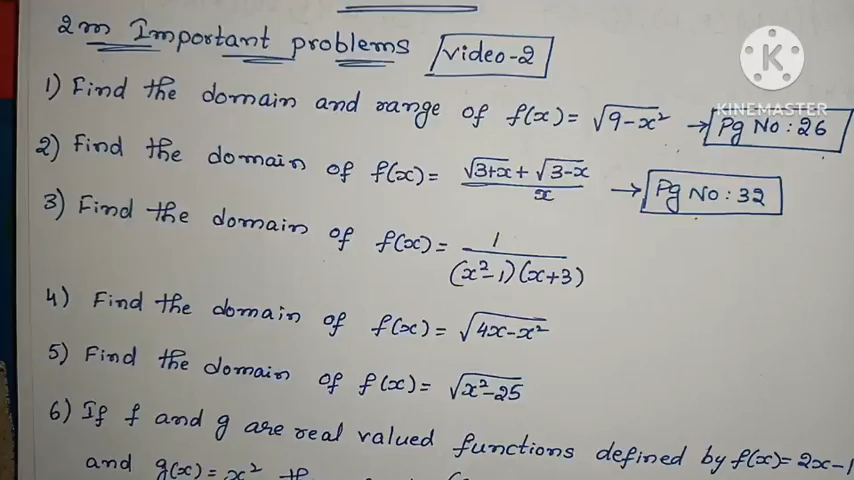 2m Important problems video-2
KINEMASTER
1) Find the domain and range of f(x) = √9-x² → Pg No: 26
2) Find the domain of f(x) = √3+x + √3-x / x → Pg No: 32
3) Find the domain of f(x) = 1 / (x²-1)(x+3)
4) Find the domain of f(x) = √4x-x²
5) Find the domain of f(x) = √x²-25
6) If f and g are real valued functions defined by f(x) = 2x-1
and g(x) = x²